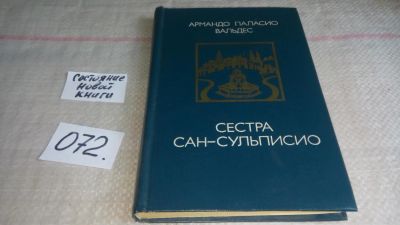 Состояние
новой
книги
072.
АРМАНДО ПАЛАСИО
ВАЛЬДЕС
СЕСТРА
САН-СУЛЬПИСИО